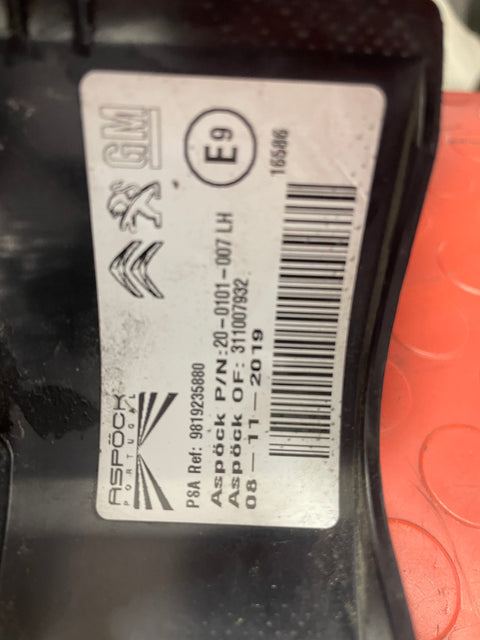 ASPÖCK
PORTUGAL
GM
PSA Ref: 9819235880
Aspöck P/N:20-0101-007 LH
Aspöck OF: 311007932
08-11-2019
E9
16586